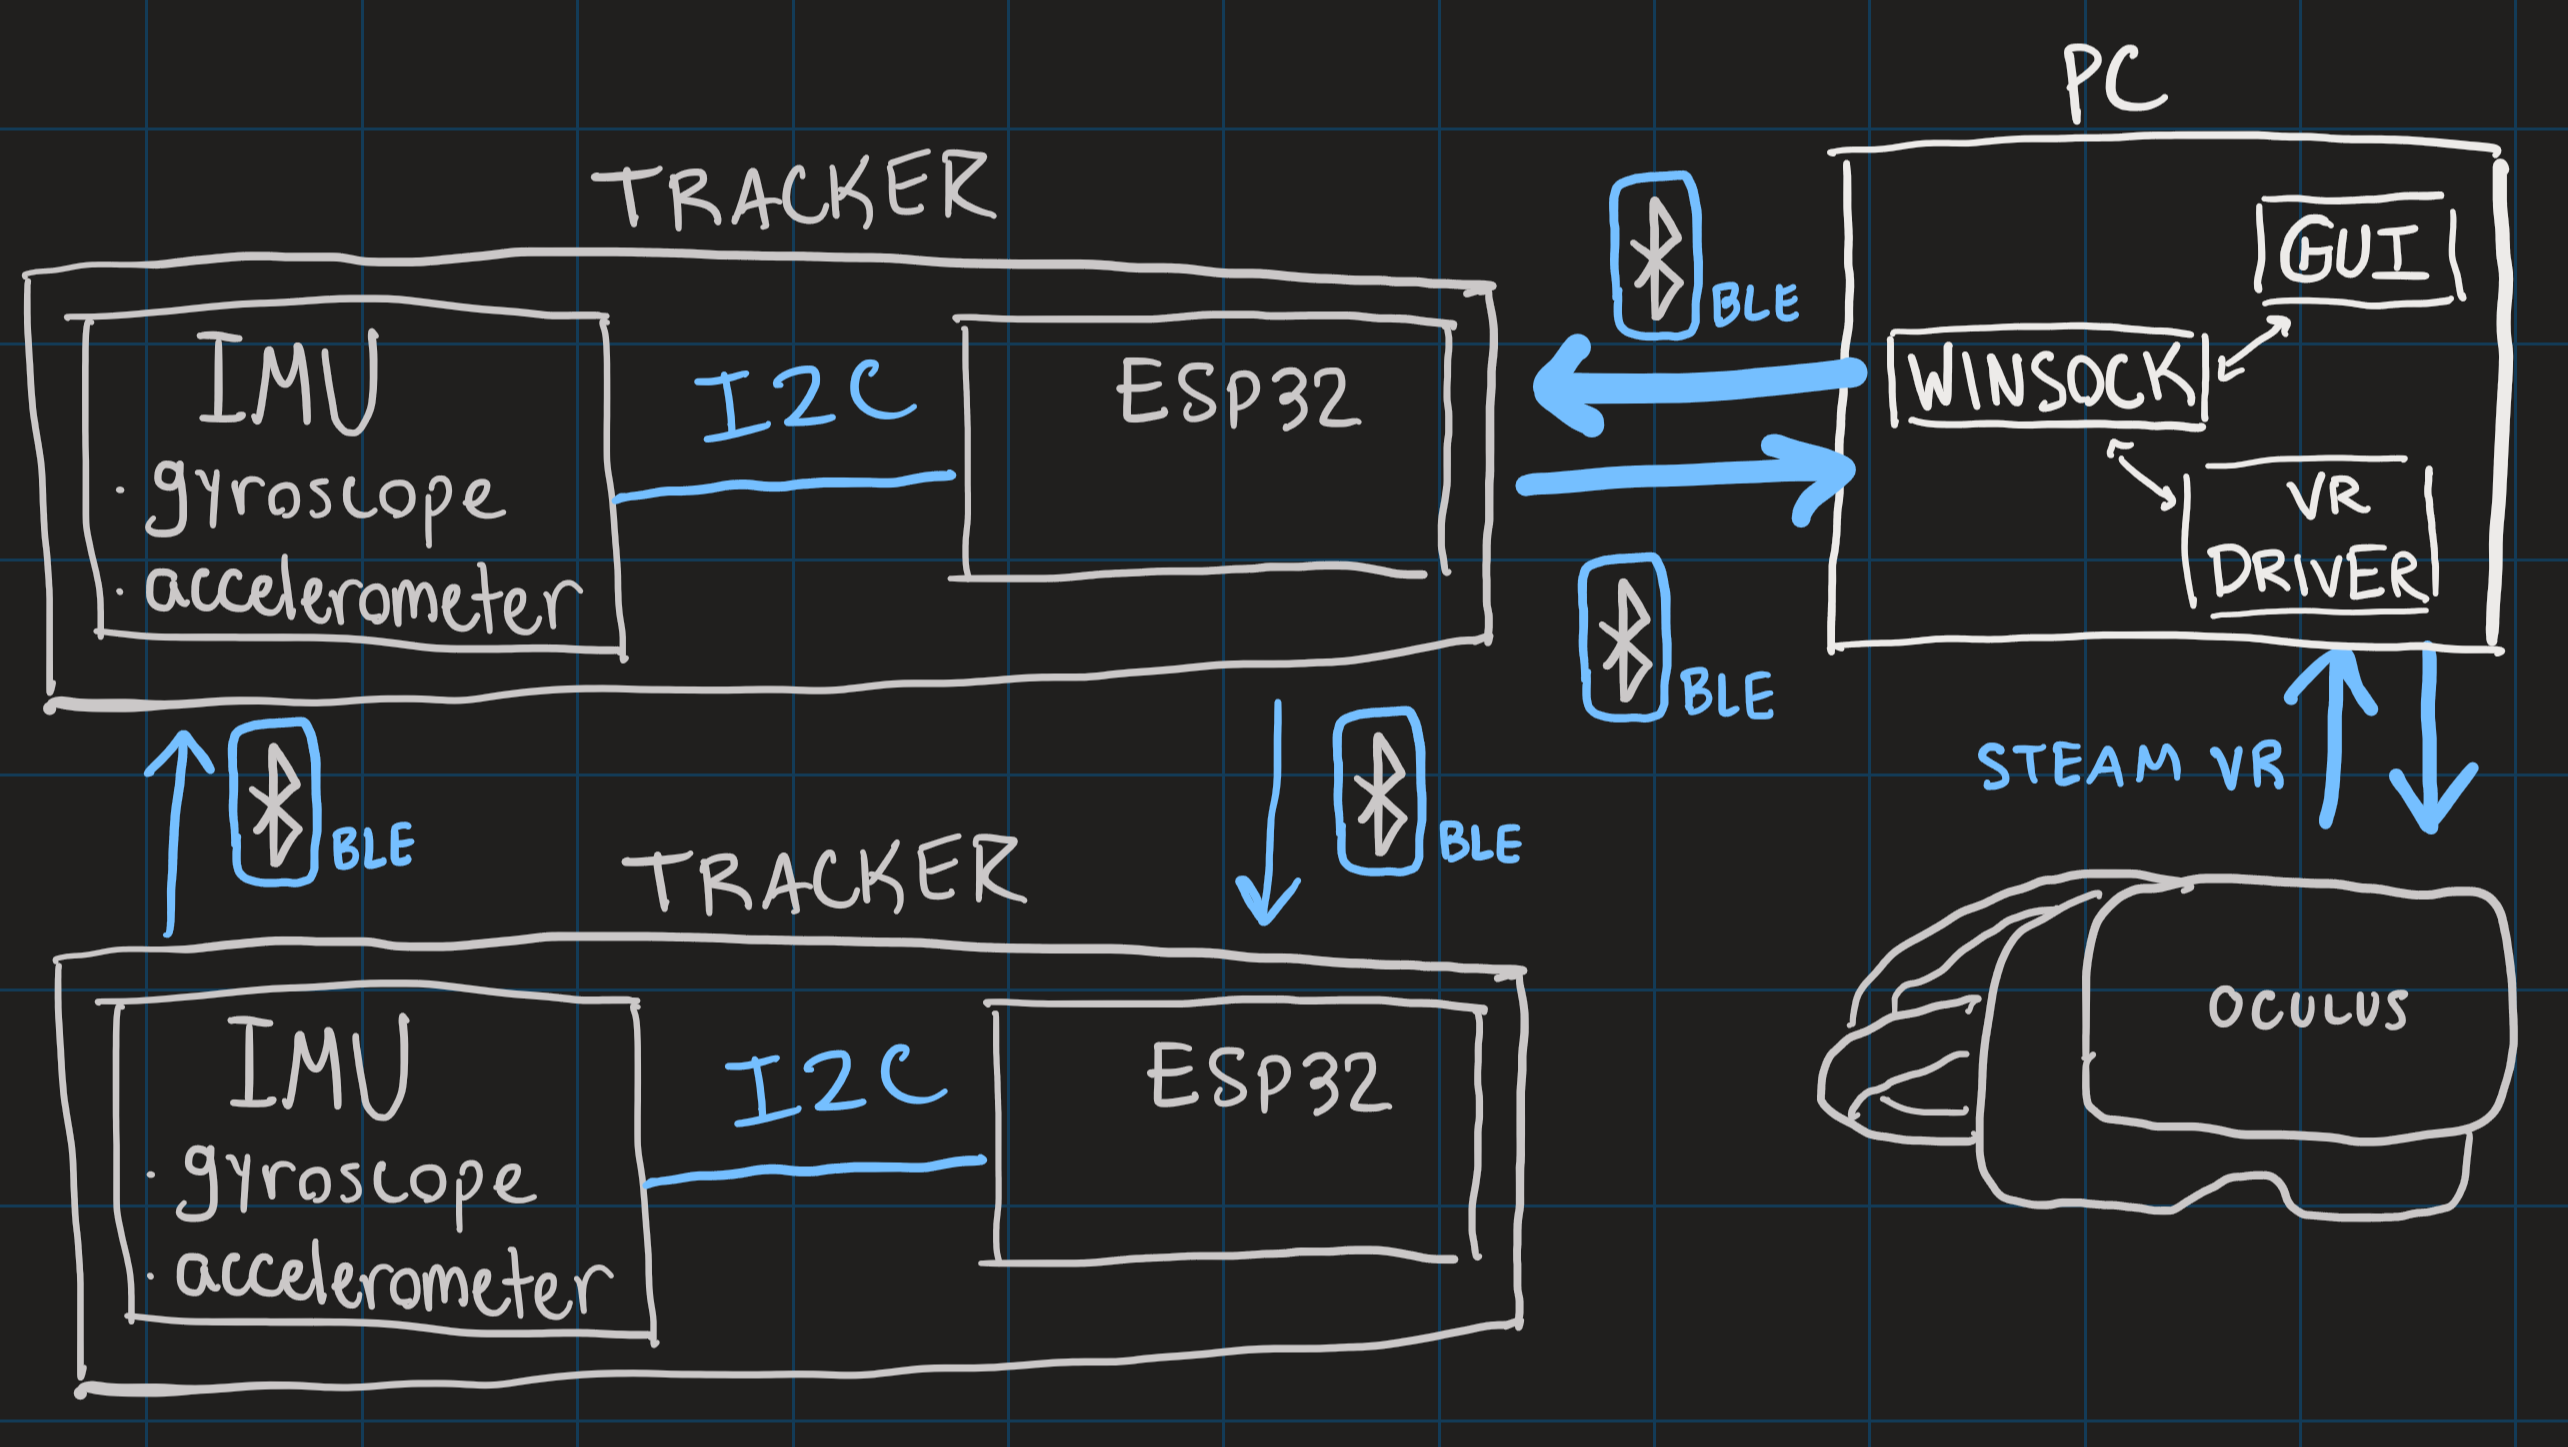 PC
TRACKER
BLE
GUI
IMU
· gyroscope
· accelerometer
I2C
ESP32
WINSOCK
VR
DRIVER
BLE
BLE
BLE
STEAM VR
TRACKER
IMU
· gyroscope
· accelerometer
I2C
ESP32
OCULUS